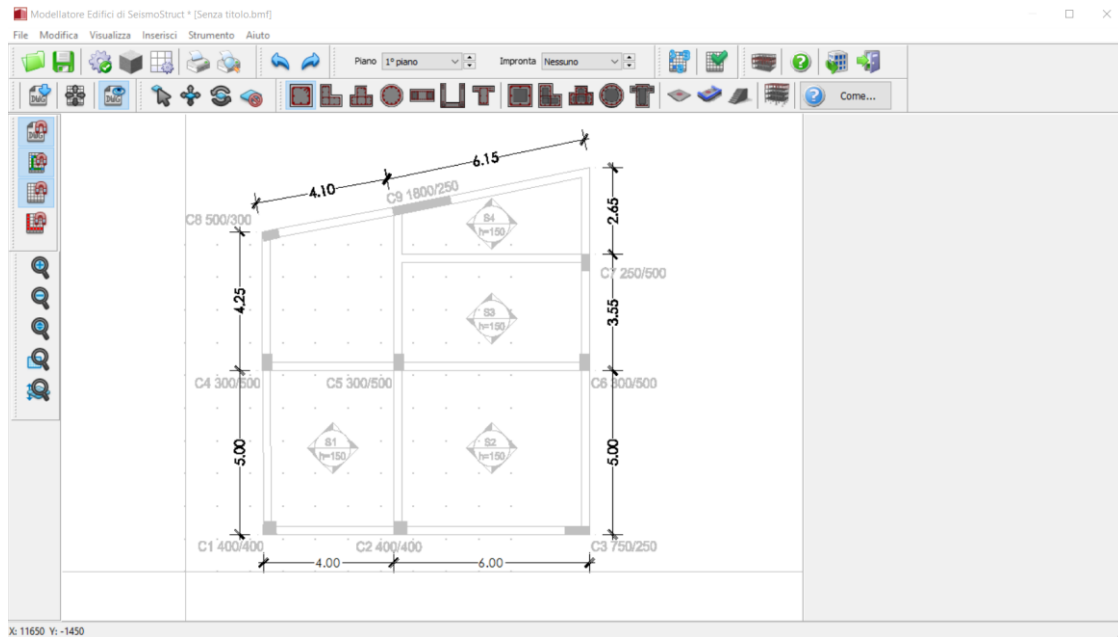 Modellatore Edifici di SeismoStruct * [Senza titolo.bmf]
File Modifica Visualizza Inserisci Strumento Aiuto
Piano 1° piano Impronta Nessuno
DWG DWG Come...
DWG
6.15
4.10
C9 1800/250
C8 500/300
S4
h=150
2.65
C7 250/500
4.25
S3
h=150
3.55
C4 300/500 C5 300/500 C6 300/500
5.00
S1
h=150
S2
h=150
5.00
C1 400/400 C2 400/400 C3 750/250
4.00 6.00
X: 11650 Y: -1450